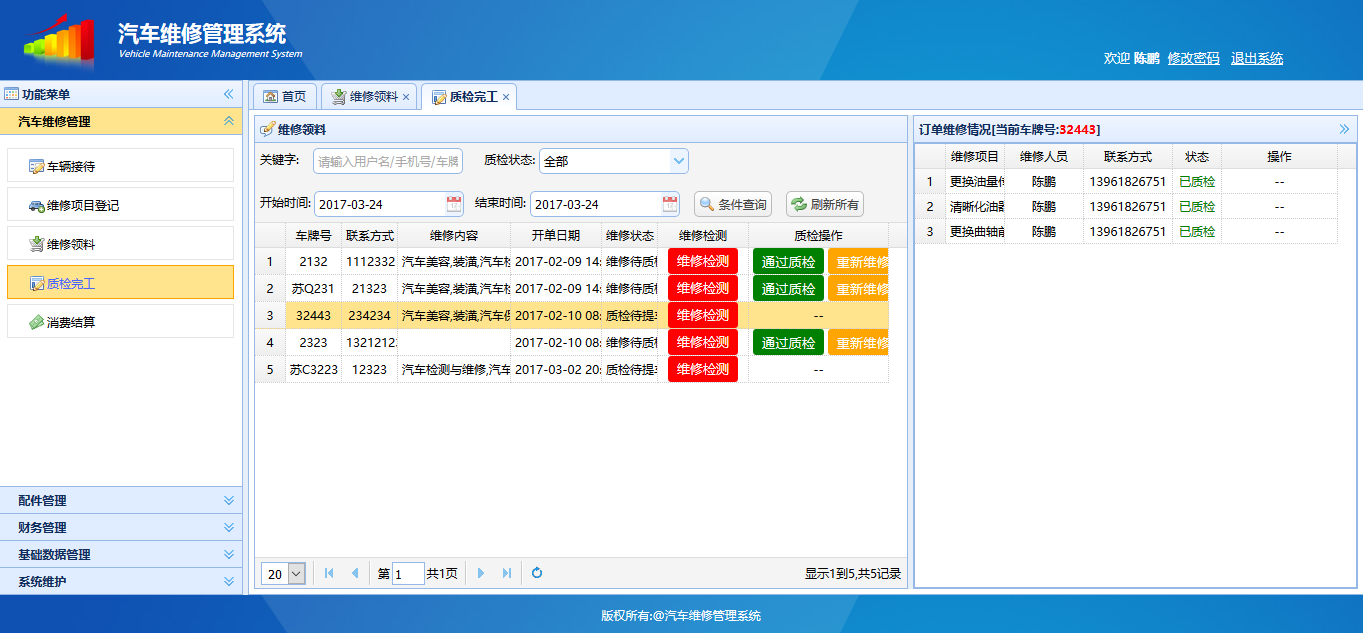 汽车维修管理系统
Vehicle Maintenance Management System
欢迎 陈鹏 修改密码 退出系统
功能菜单
汽车维修管理
车辆接待
维修项目登记
维修领料
质检完工
消费结算
配件管理
财务管理
基础数据管理
系统维护
首页 维修领料 × 质检完工 ×
维修领料
关键字: 请输入用户名/手机号/车牌 质检状态: 全部
开始时间: 2017-03-24 结束时间: 2017-03-24 条件查询 刷新所有
车牌号 联系方式 维修内容 开单日期 维修状态 维修检测 质检操作
1 2132 1112332 汽车美容,装潢,汽车检 2017-02-09 14: 维修待质检 维修检测 通过质检 重新维修
2 苏Q231 21323 汽车美容,装潢,汽车检 2017-02-09 14: 维修待质检 维修检测 通过质检 重新维修
3 32443 234234 汽车美容,装潢,汽车保 2017-02-10 08: 质检待提车 维修检测 --
4 2323 1321212 2017-02-10 08: 维修待质检 维修检测 通过质检 重新维修
5 苏C3223 12323 汽车检测与维修,汽车 2017-03-02 20: 质检待提车 维修检测 --
20 第 1 共1页 显示1到5,共5记录
订单维修情况[当前车牌号:32443]
维修项目 维修人员 联系方式 状态 操作
1 更换油量传 陈鹏 13961826751 已质检 --
2 清晰化油器 陈鹏 13961826751 已质检 --
3 更换曲轴前 陈鹏 13961826751 已质检 --
版权所有:@汽车维修管理系统